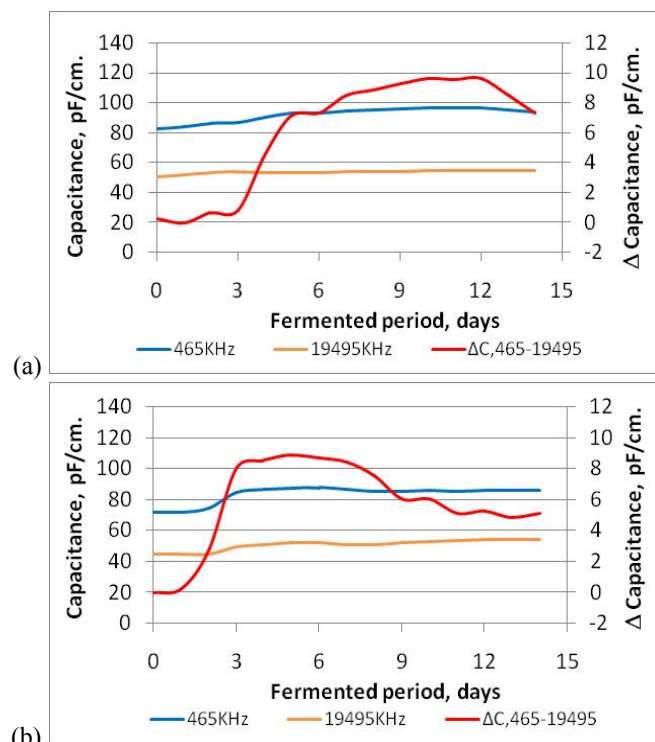 (a)
Capacitance, pF/cm.
140
120
100
80
60
40
20
0
12
10
8
6
4
2
0
-2
Δ Capacitance, pF/cm.
0 3 6 9 12 15
Fermented period, days
465KHz 19495KHz ΔC,465-19495
(b)
Capacitance, pF/cm.
140
120
100
80
60
40
20
0
12
10
8
6
4
2
0
-2
Δ Capacitance, pF/cm.
0 3 6 9 12 15
Fermented period, days
465KHz 19495KHz ΔC,465-19495